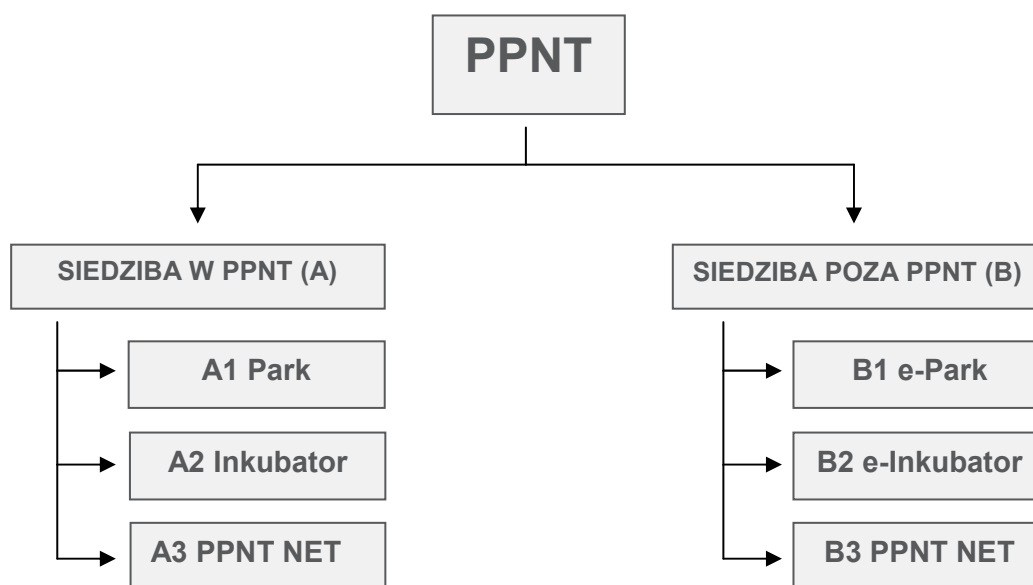 PPNT
SIEDZIBA W PPNT (A)
SIEDZIBA POZA PPNT (B)
A1 Park
B1 e-Park
A2 Inkubator
B2 e-Inkubator
A3 PPNT NET
B3 PPNT NET